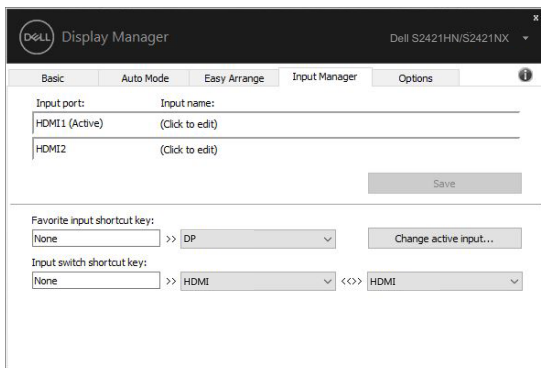 x
DELL Display Manager Dell S2421HN/S2421NX
Basic Auto Mode Easy Arrange Input Manager Options i
Input port: Input name:
HDMI1 (Active) (Click to edit)
HDMI2 (Click to edit)
Save
Favorite input shortcut key:
None >> DP Change active input...
Input switch shortcut key:
None >> HDMI <<>> HDMI